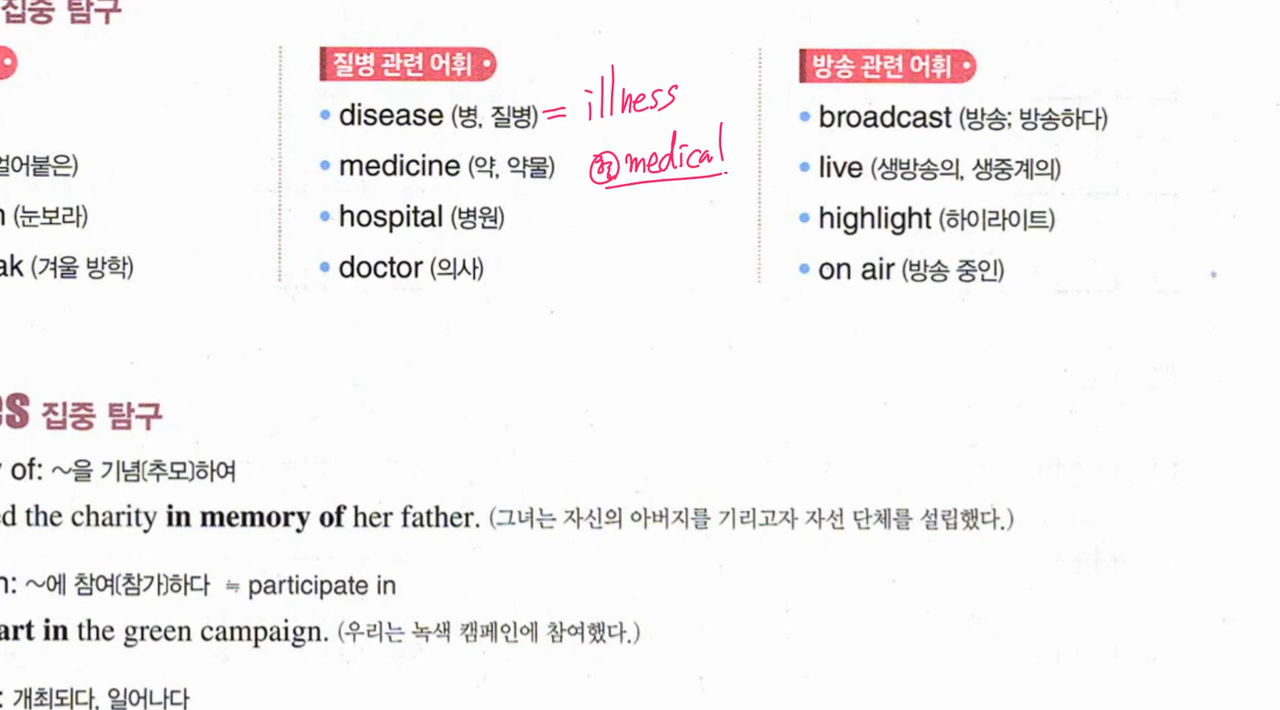 집중 탐구
얼어붙은)
(눈보라)
(겨울 방학)
질병 관련 어휘
• disease (병, 질병) = illness
• medicine (약, 약물) 형 medical
• hospital (병원)
• doctor (의사)
방송 관련 어휘
• broadcast (방송; 방송하다)
• live (생방송의, 생중계의)
• highlight (하이라이트)
• on air (방송 중인)
집중 탐구
of: ~을 기념(추모)하여
the charity in memory of her father. (그녀는 자신의 아버지를 기리고자 자선 단체를 설립했다.)
~에 참여(참가)하다 ≒ participate in
art in the green campaign. (우리는 녹색 캠페인에 참여했다.)
: 개최되다, 일어나다